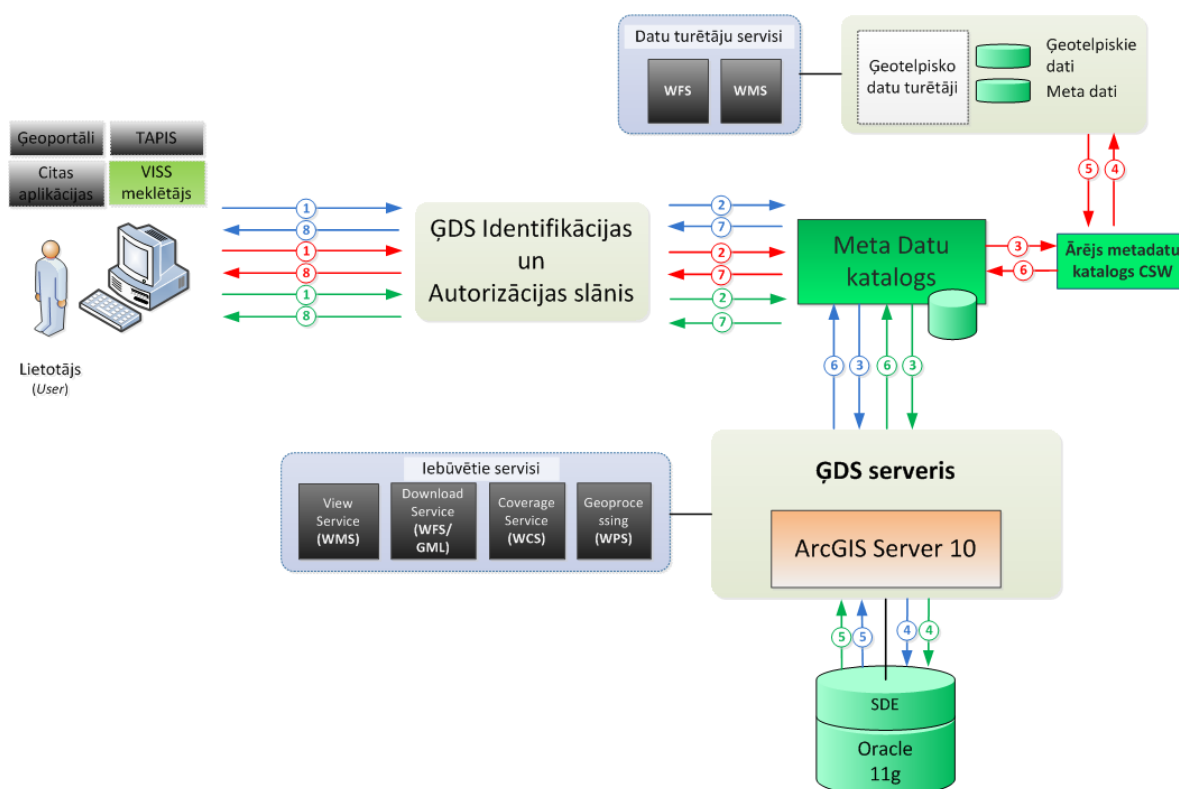 Datu turētāju servisi
WFS
WMS
Ģeotelpisko
datu turētāji
Ģeotelpiskie
dati
Meta dati
Ģeoportāli
TAPIS
Citas
aplikācijas
VISS
meklētājs
5
4
1
8
1
8
1
8
ĢDS Identifikācijas
un
Autorizācijas slānis
2
7
2
7
2
7
Meta Datu
katalogs
3
6
Ārējs metadatu
katalogs CSW
Lietotājs
(User)
6
3
6
3
Iebūvētie servisi
View
Service
(WMS)
Download
Service
(WFS/
GML)
Coverage
Service
(WCS)
Geoproce
ssing
(WPS)
ĢDS serveris
ArcGIS Server 10
5
5
4
4
SDE
Oracle
11g